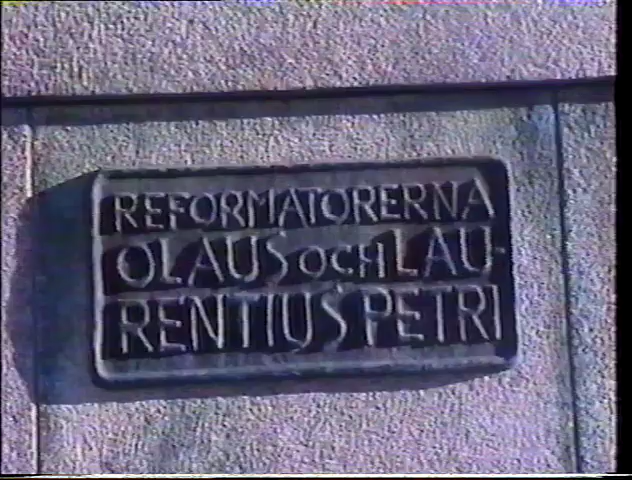 REFORMATORERNA
OLAUS OCH LAU-
RENTIUS PETRI